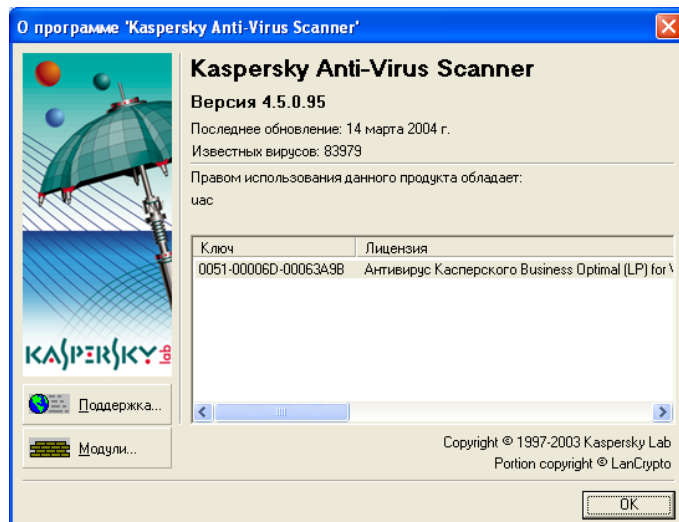 О программе 'Kaspersky Anti-Virus Scanner'
Kaspersky Anti-Virus Scanner
Версия 4.5.0.95
Последнее обновление: 14 марта 2004 г.
Известных вирусов: 83979
Правом использования данного продукта обладает:
uac
Ключ Лицензия
0051-00006D-00063A9B Антивирус Касперского Business Optimal (LP) for
KASPERSKY lab
Поддержка...
Модули...
Copyright © 1997-2003 Kaspersky Lab
Portion copyright © LanCrypto
OK